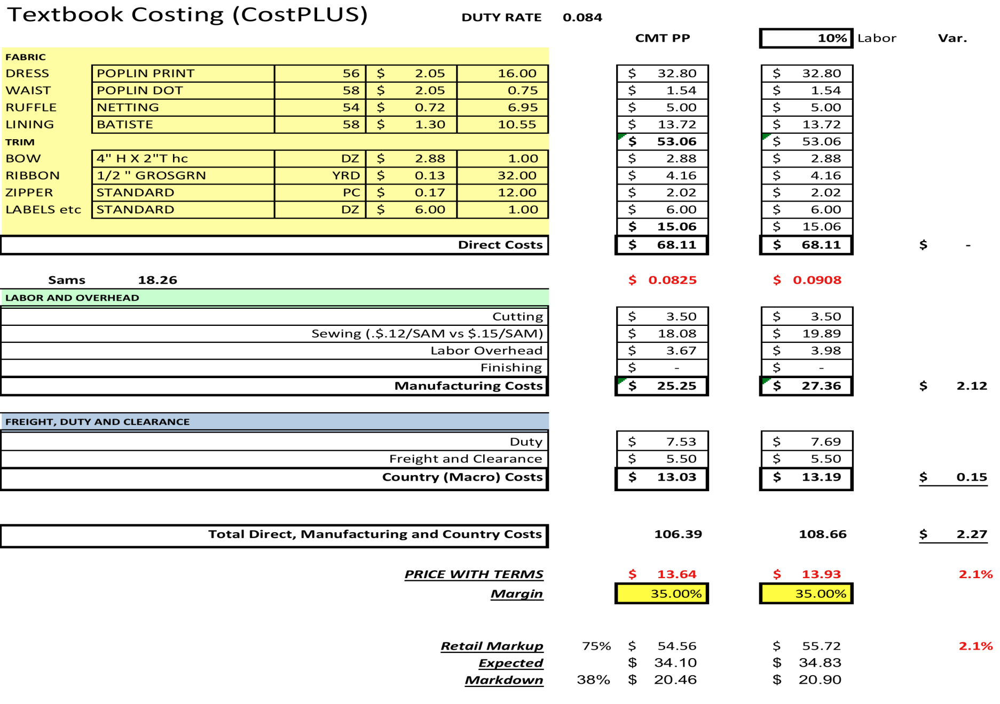 Textbook Costing (CostPLUS) DUTY RATE 0.084
CMT PP 10% Labor Var.
FABRIC
DRESS POPLIN PRINT 56 $ 2.05 16.00 $ 32.80 $ 32.80
WAIST POPLIN DOT 58 $ 2.05 0.75 $ 1.54 $ 1.54
RUFFLE NETTING 54 $ 0.72 6.95 $ 5.00 $ 5.00
LINING BATISTE 58 $ 1.30 10.55 $ 13.72 $ 13.72
TRIM $ 53.06 $ 53.06
BOW 4" H X 2"T hc DZ $ 2.88 1.00 $ 2.88 $ 2.88
RIBBON 1/2 " GROSGRN YRD $ 0.13 32.00 $ 4.16 $ 4.16
ZIPPER STANDARD PC $ 0.17 12.00 $ 2.02 $ 2.02
LABELS etc STANDARD DZ $ 6.00 1.00 $ 6.00 $ 6.00
$ 15.06 $ 15.06
Direct Costs $ 68.11 $ 68.11 $ -
Sams 18.26 $ 0.0825 $ 0.0908
LABOR AND OVERHEAD
Cutting $ 3.50 $ 3.50
Sewing (.$.12/SAM vs $.15/SAM) $ 18.08 $ 19.89
Labor Overhead $ 3.67 $ 3.98
Finishing $ - $ -
Manufacturing Costs $ 25.25 $ 27.36 $ 2.12
FREIGHT, DUTY AND CLEARANCE
Duty $ 7.53 $ 7.69
Freight and Clearance $ 5.50 $ 5.50
Country (Macro) Costs $ 13.03 $ 13.19 $ 0.15
Total Direct, Manufacturing and Country Costs 106.39 108.66 $ 2.27
PRICE WITH TERMS $ 13.64 $ 13.93 2.1%
Margin 35.00% 35.00%
Retail Markup 75% $ 54.56 $ 55.72 2.1%
Expected $ 34.10 $ 34.83
Markdown 38% $ 20.46 $ 20.90